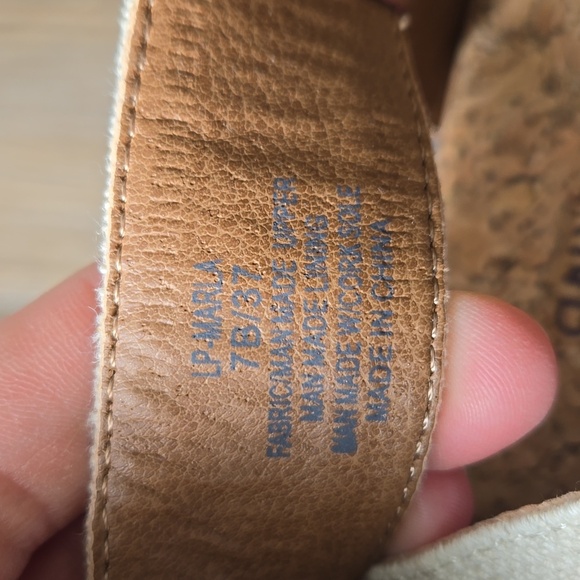 LP-MARLA
7B/37
FABRIC/MAN MADE UPPER
MAN MADE LINING
MAN MADE W/CORK SOLE
MADE IN CHINA